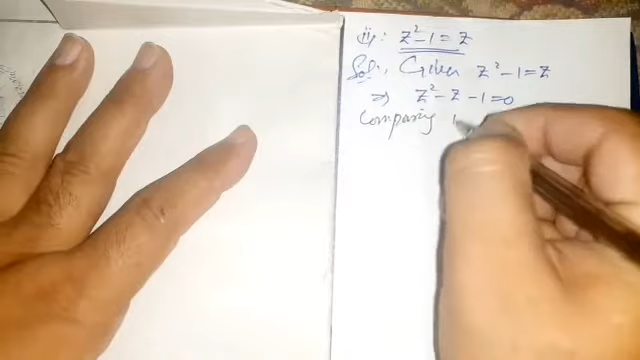 ii): z² - 1 = z
Sol: Given z² - 1 = z
⇒ z² - z - 1 = 0
Comparing